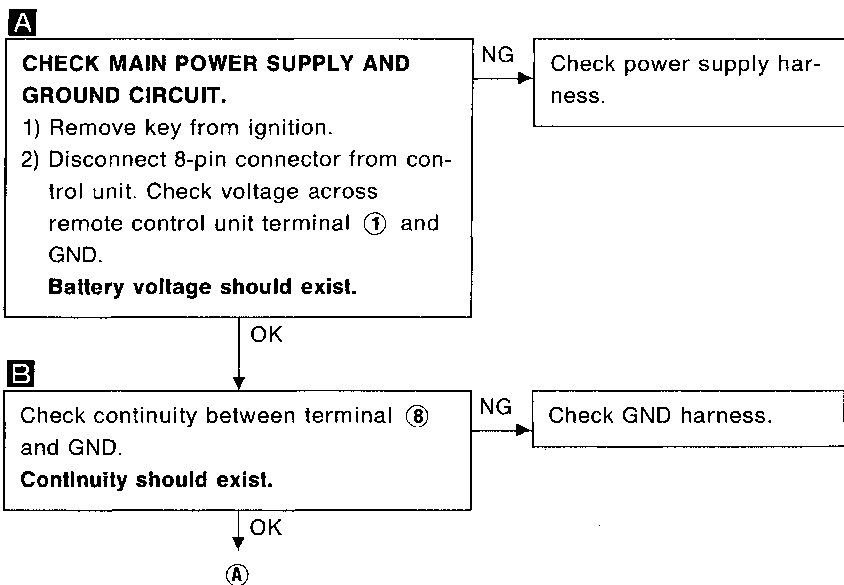 A
CHECK MAIN POWER SUPPLY AND
GROUND CIRCUIT.
1) Remove key from ignition.
2) Disconnect 8-pin connector from con-
trol unit. Check voltage across
remote control unit terminal ① and
GND.
Battery voltage should exist.
NG
Check power supply har-
ness.
OK
B
Check continuity between terminal ⑧
and GND.
Continuity should exist.
NG
Check GND harness.
OK
Ⓐ